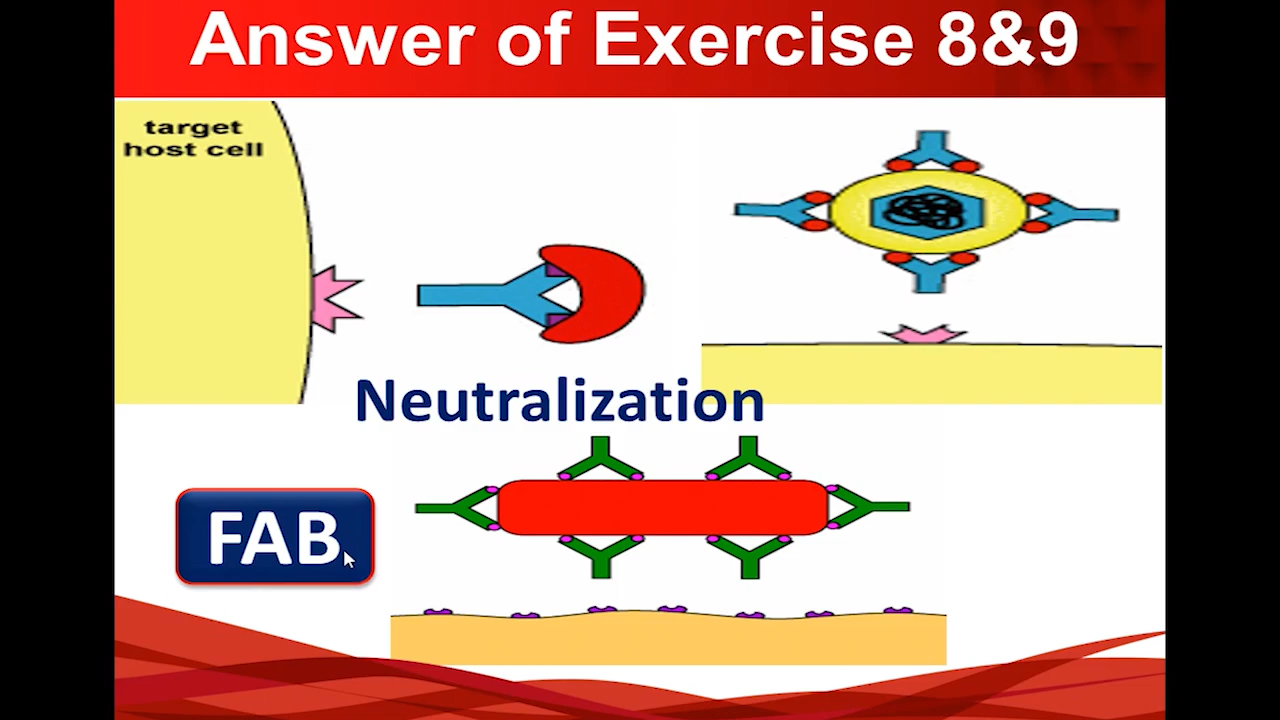 Answer of Exercise 8&9
target
host cell
Neutralization
FAB